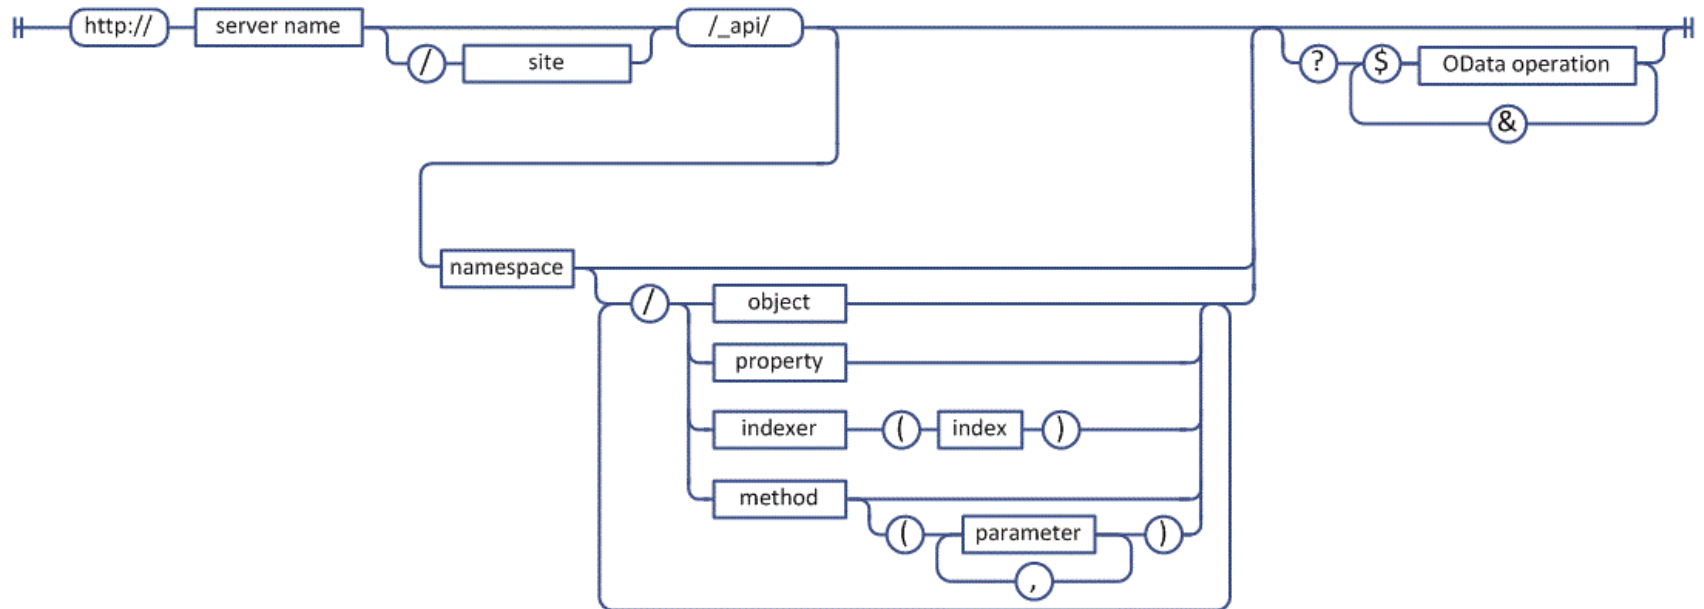 http://
server name
/_api/
/
site
?
$
OData operation
&
namespace
/
object
property
indexer
(
index
)
method
(
parameter
)
,